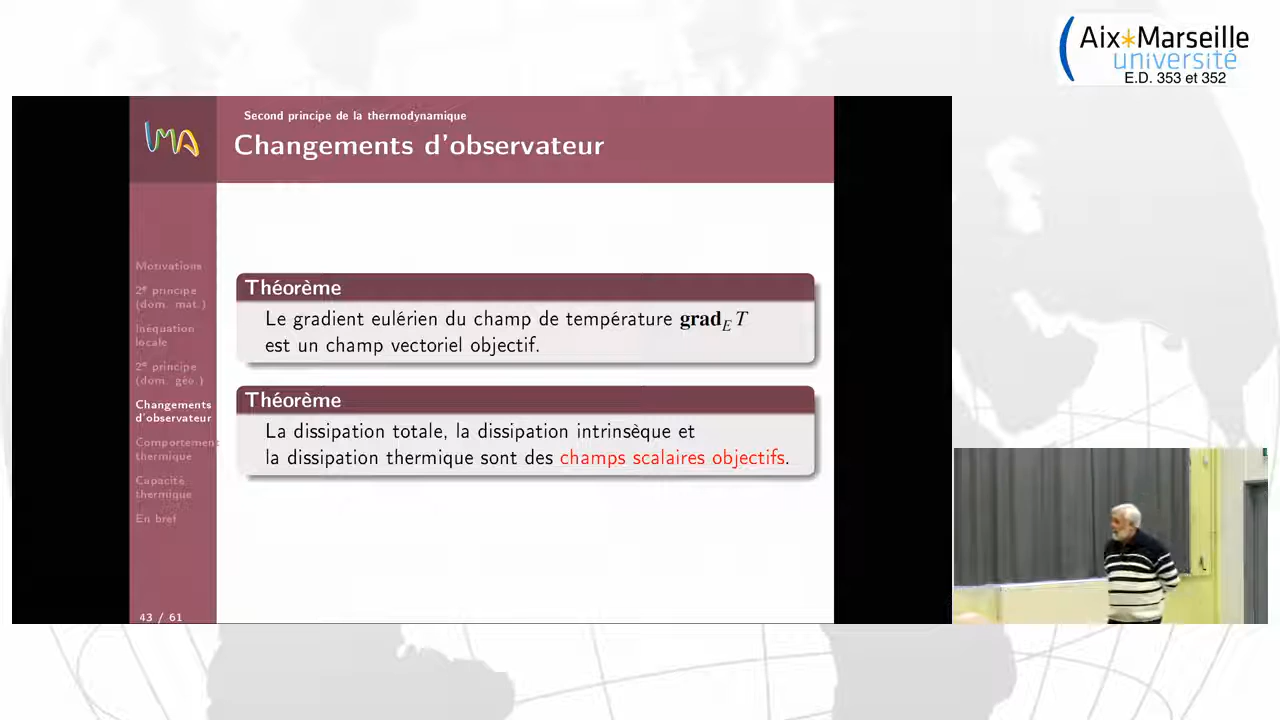 Aix*Marseille
université
E.D. 353 et 352
Second principe de la thermodynamique
Changements d'observateur
Motivations
2e principe
(dom. mat.)
Inéquation
locale
2e principe
(dom. géo.)
Changements
d'observateur
Comportement
thermique
Capacité
thermique
En bref
43 / 61
Théorème
Le gradient eulérien du champ de température grad_E T
est un champ vectoriel objectif.
Théorème
La dissipation totale, la dissipation intrinsèque et
la dissipation thermique sont des champs scalaires objectifs.
LMA